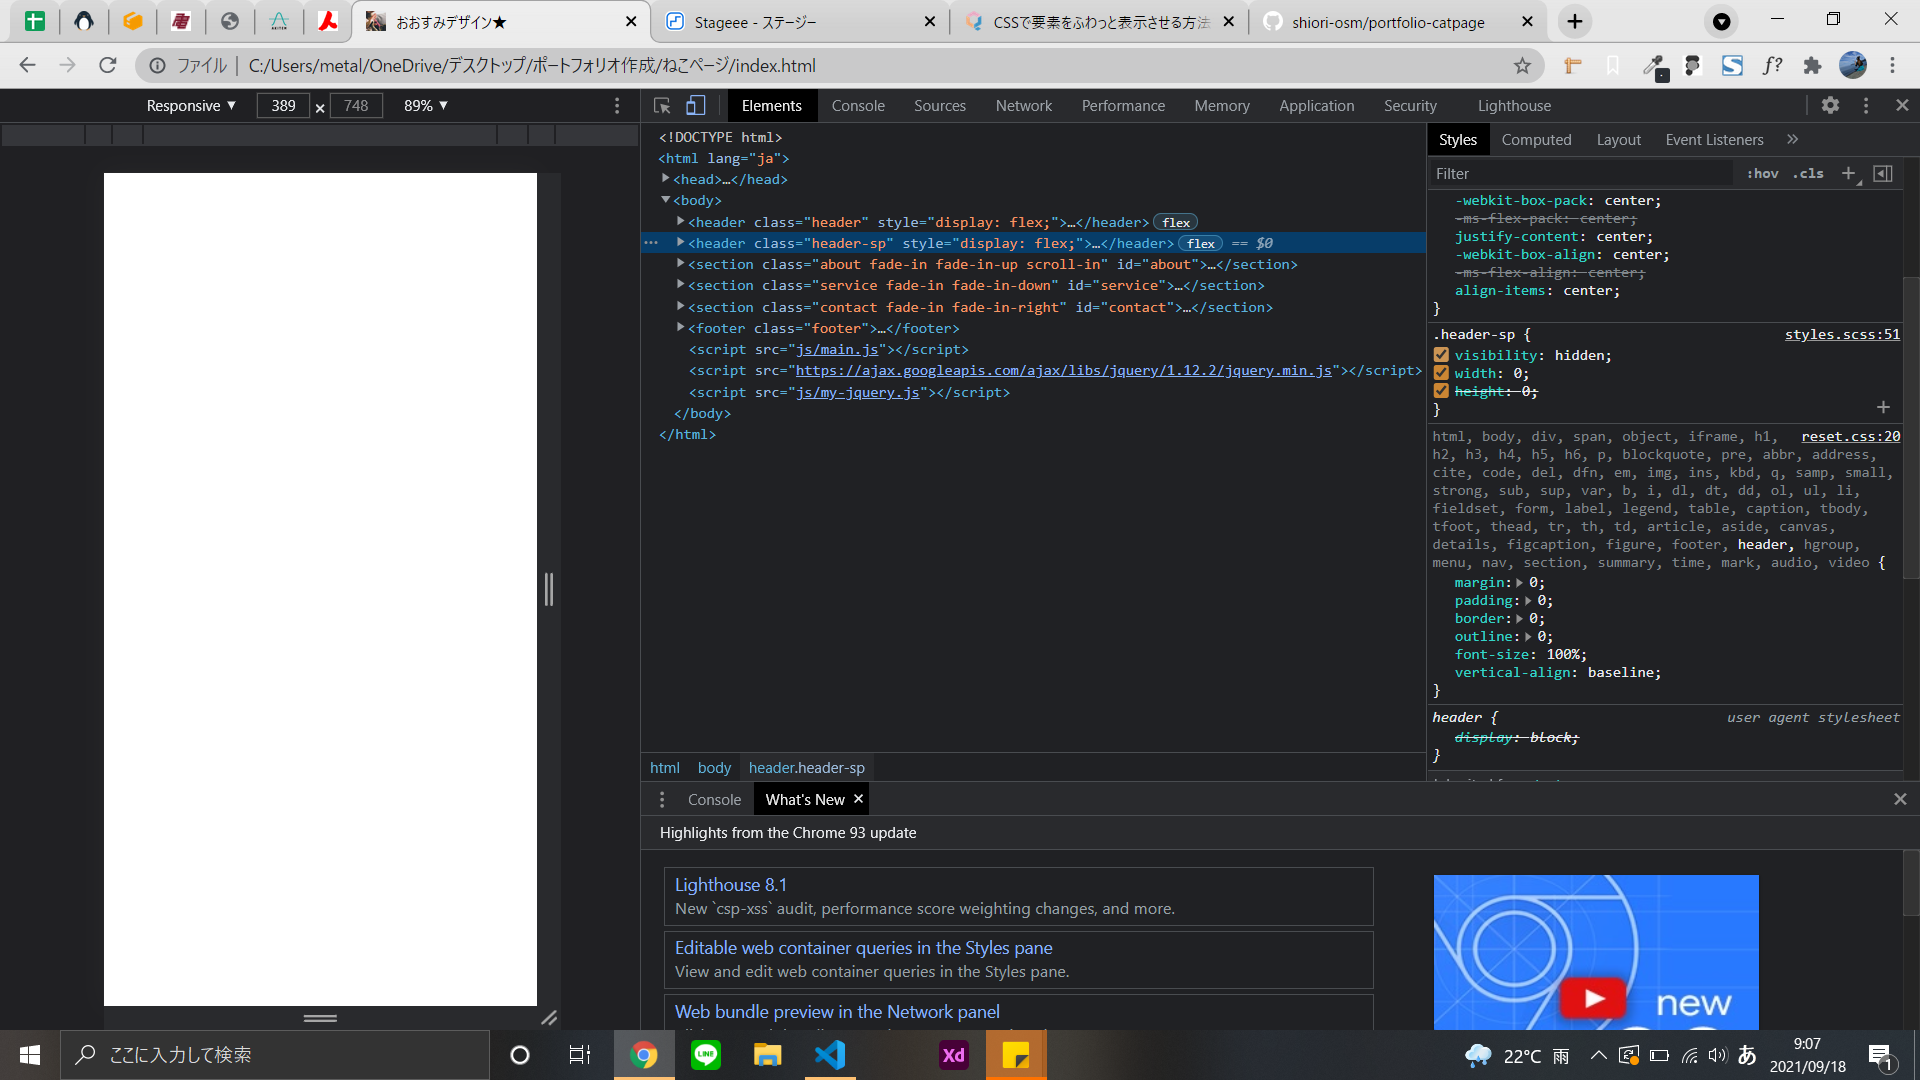 おおすみデザイン★
Stageee - ステージー
CSSで要素をふわっと表示させる方法
shiori-osm/portfolio-catpage
ファイル | C:/Users/metal/OneDrive/デスクトップ/ポートフォリオ作成/ねこページ/index.html
f?
Responsive ▼ 389 × 748 89% ▼
Elements Console Sources Network Performance Memory Application Security Lighthouse
<!DOCTYPE html>
<html lang="ja">
<head>…</head>
<body>
<header class="header" style="display: flex;">…</header> flex
<header class="header-sp" style="display: flex;">…</header> flex == $0
<section class="about fade-in fade-in-up scroll-in" id="about">…</section>
<section class="service fade-in fade-in-down" id="service">…</section>
<section class="contact fade-in fade-in-right" id="contact">…</section>
<footer class="footer">…</footer>
<script src="js/main.js"></script>
<script src="https://ajax.googleapis.com/ajax/libs/jquery/1.12.2/jquery.min.js"></script>
<script src="js/my-jquery.js"></script>
</body>
</html>
html body header.header-sp
Styles Computed Layout Event Listeners »
Filter :hov .cls +
-webkit-box-pack: center;
-ms-flex-pack: center;
justify-content: center;
-webkit-box-align: center;
-ms-flex-align: center;
align-items: center;
}
.header-sp { styles.scss:51
visibility: hidden;
width: 0;
height: 0;
}
html, body, div, span, object, iframe, h1, reset.css:20
h2, h3, h4, h5, h6, p, blockquote, pre, abbr, address,
cite, code, del, dfn, em, img, ins, kbd, q, samp, small,
strong, sub, sup, var, b, i, dl, dt, dd, ol, ul, li,
fieldset, form, label, legend, table, caption, tbody,
tfoot, thead, tr, th, td, article, aside, canvas,
details, figcaption, figure, footer, header, hgroup,
menu, nav, section, summary, time, mark, audio, video {
margin: 0;
padding: 0;
border: 0;
outline: 0;
font-size: 100%;
vertical-align: baseline;
}
header { user agent stylesheet
display: block;
}
Console What's New
Highlights from the Chrome 93 update
Lighthouse 8.1
New `csp-xss` audit, performance score weighting changes, and more.
Editable web container queries in the Styles pane
View and edit web container queries in the Styles pane.
Web bundle preview in the Network panel
new
ここに入力して検索
LINE
Xd
22°C 雨
あ
9:07
2021/09/18
1